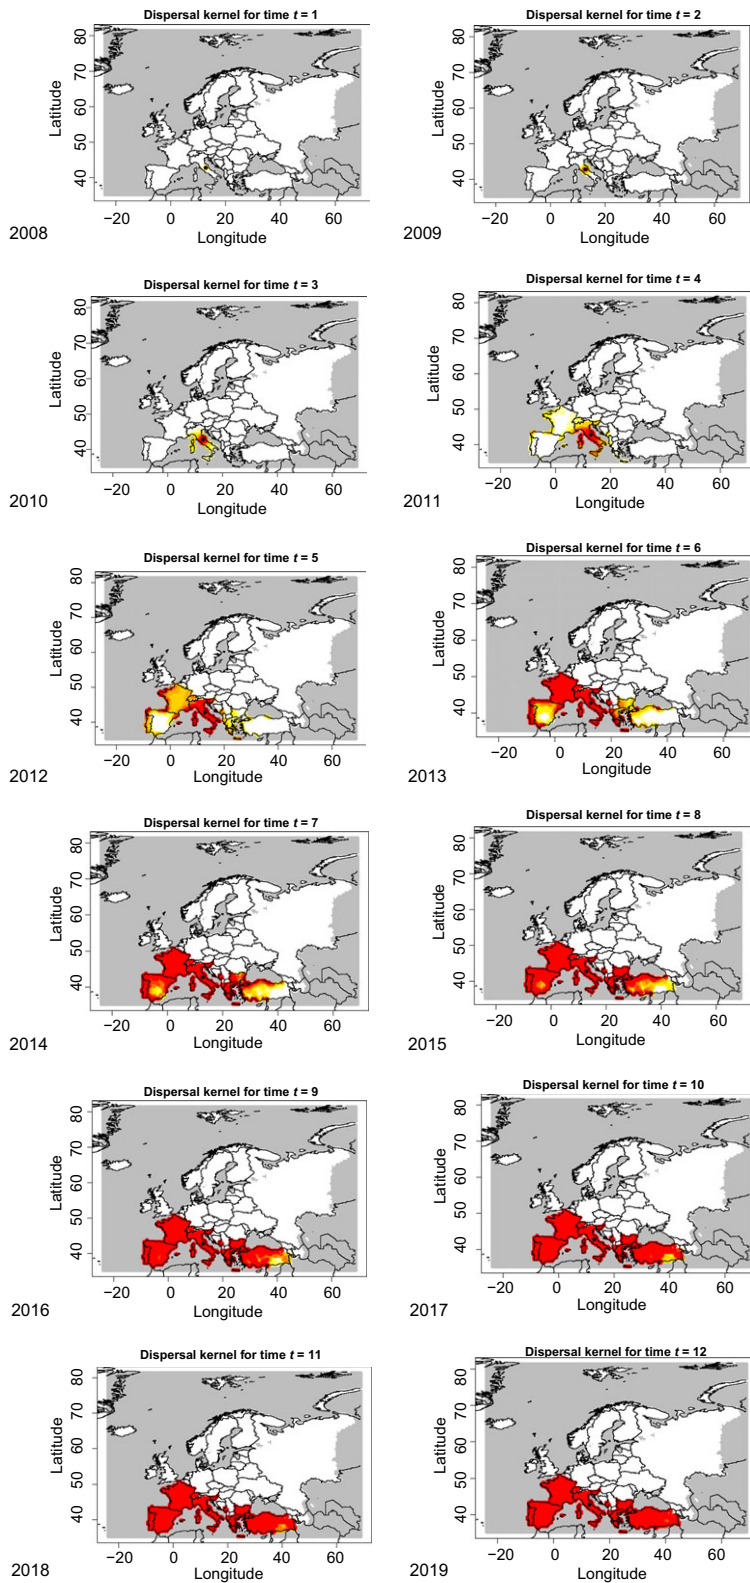 Dispersal kernel for time t = 1
Latitude
80
70
60
50
40
−20 0 20 40 60
Longitude
2008
Dispersal kernel for time t = 2
Latitude
80
70
60
50
40
−20 0 20 40 60
Longitude
2009
Dispersal kernel for time t = 3
Latitude
80
70
60
50
40
−20 0 20 40 60
Longitude
2010
Dispersal kernel for time t = 4
Latitude
80
70
60
50
40
−20 0 20 40 60
Longitude
2011
Dispersal kernel for time t = 5
Latitude
80
70
60
50
40
−20 0 20 40 60
Longitude
2012
Dispersal kernel for time t = 6
Latitude
80
70
60
50
40
−20 0 20 40 60
Longitude
2013
Dispersal kernel for time t = 7
Latitude
80
70
60
50
40
−20 0 20 40 60
Longitude
2014
Dispersal kernel for time t = 8
Latitude
80
70
60
50
40
−20 0 20 40 60
Longitude
2015
Dispersal kernel for time t = 9
Latitude
80
70
60
50
40
−20 0 20 40 60
Longitude
2016
Dispersal kernel for time t = 10
Latitude
80
70
60
50
40
−20 0 20 40 60
Longitude
2017
Dispersal kernel for time t = 11
Latitude
80
70
60
50
40
−20 0 20 40 60
Longitude
2018
Dispersal kernel for time t = 12
Latitude
80
70
60
50
40
−20 0 20 40 60
Longitude
2019